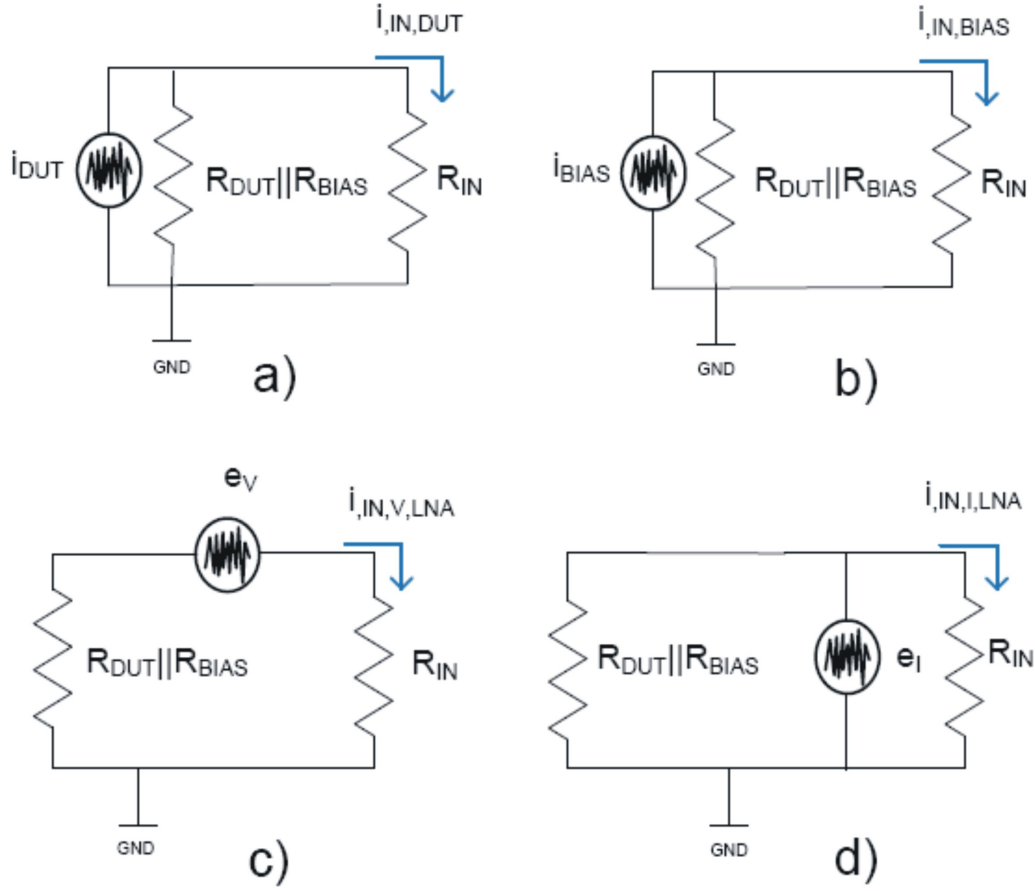 i,IN,DUT
i,IN,BIAS
iDUT
RDUT||RBIAS
RIN
iBIAS
RDUT||RBIAS
RIN
GND
a)
GND
b)
eV
i,IN,V,LNA
i,IN,I,LNA
RDUT||RBIAS
RIN
RDUT||RBIAS
eI
RIN
GND
c)
GND
d)